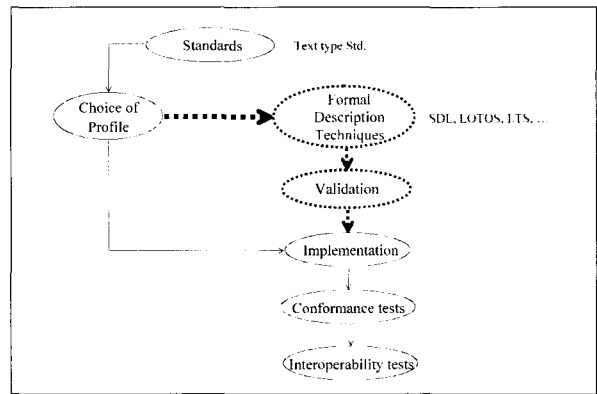 Standards Text type Std.
Choice of
Profile
Formal
Description
Techniques
SDL, LOTOS, LTS, ...
Validation
Implementation
Conformance tests
Interoperability tests